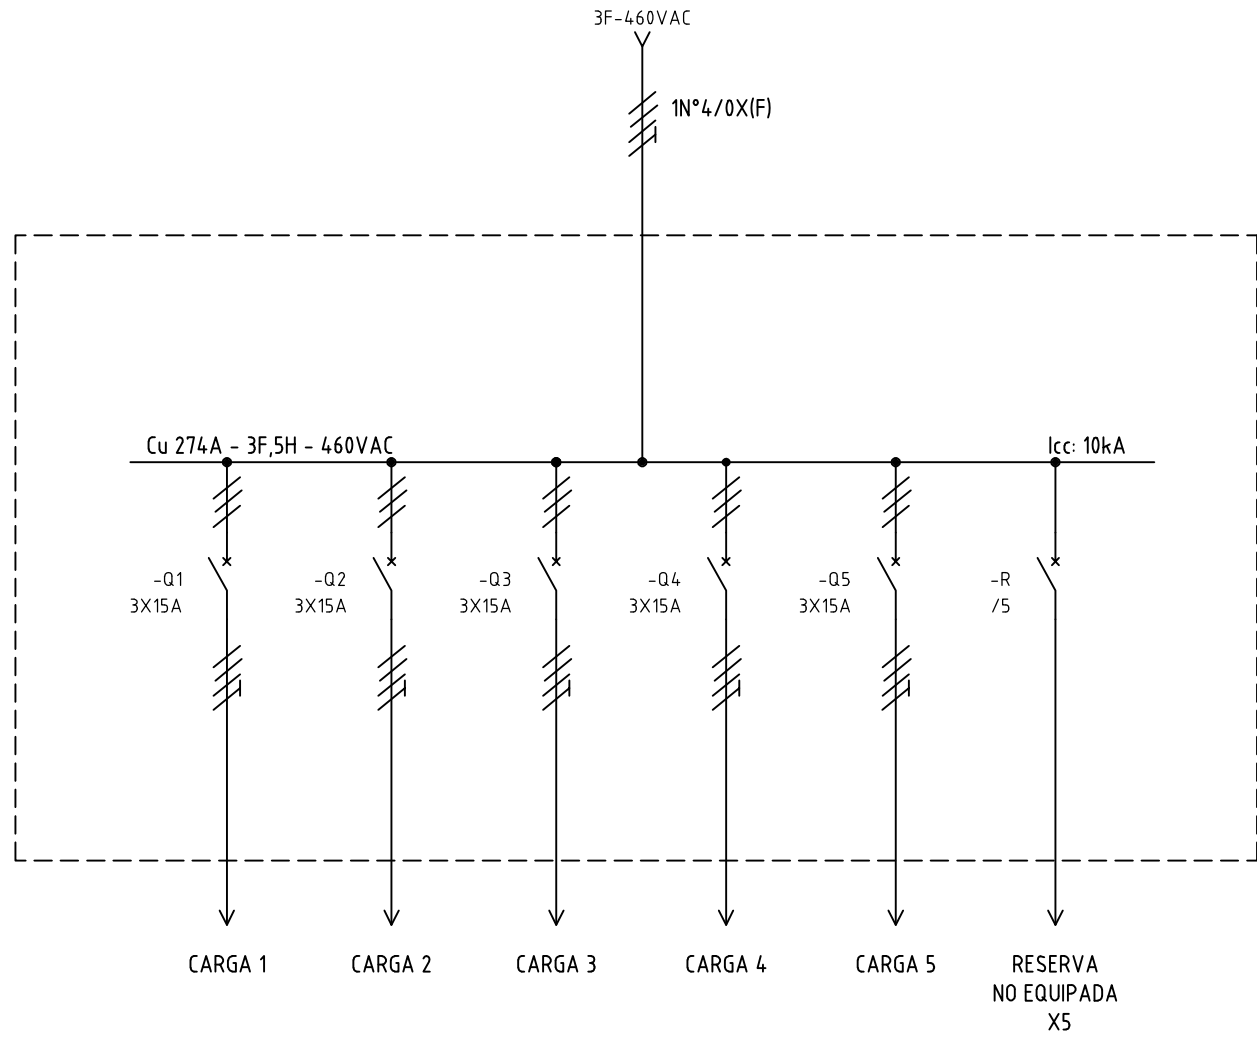 3F-460VAC
1N°4/0X(F)
Cu 274A - 3F,5H - 460VAC
Icc: 10kA
-Q1
3X15A
-Q2
3X15A
-Q3
3X15A
-Q4
3X15A
-Q5
3X15A
-R
/5
CARGA 1
CARGA 2
CARGA 3
CARGA 4
CARGA 5
RESERVA
NO EQUIPADA
X5